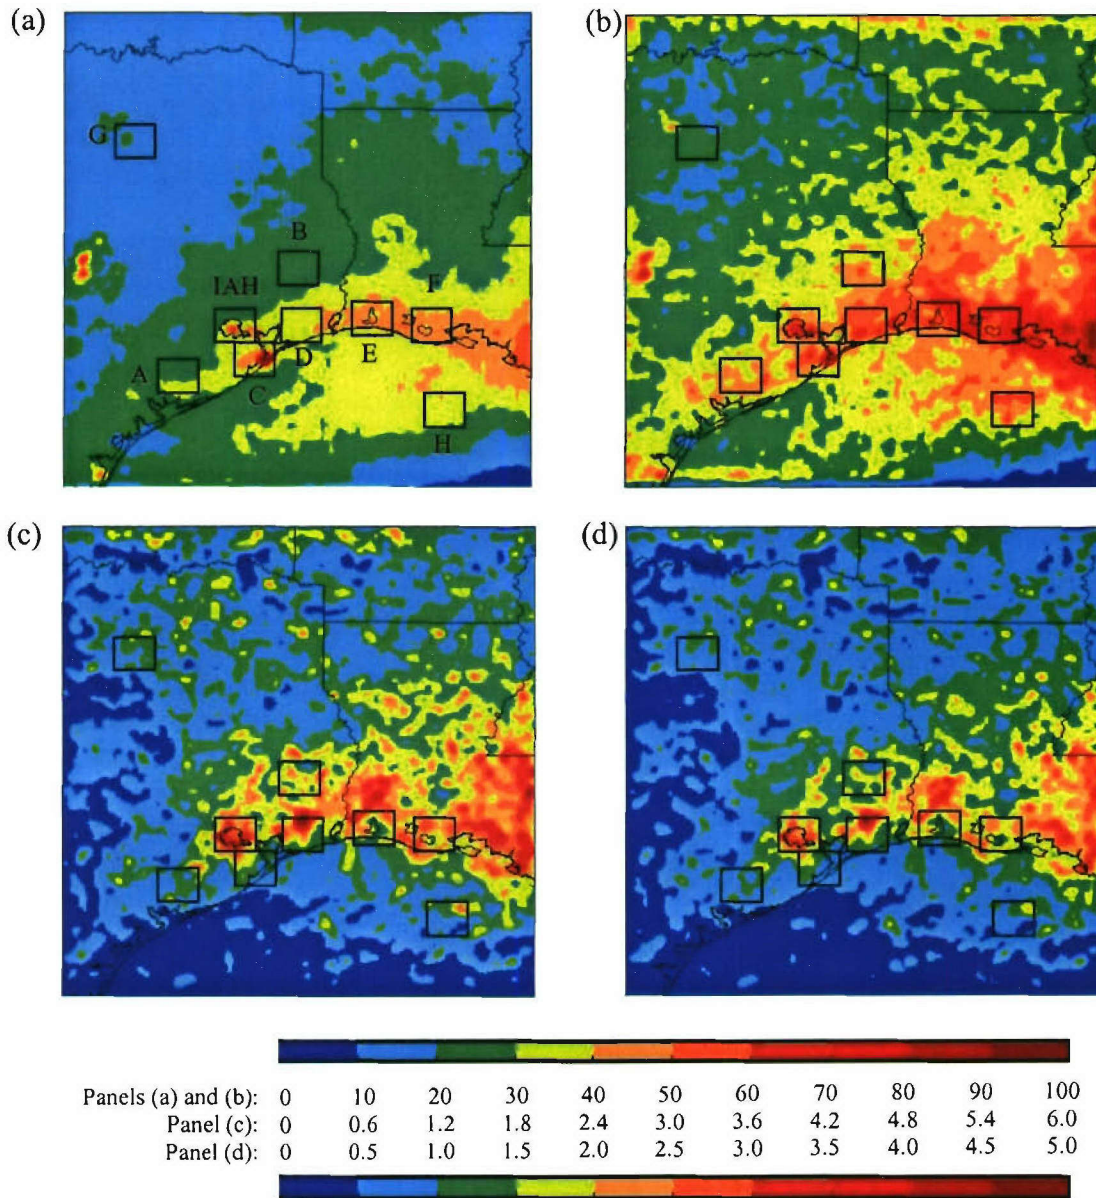 (a)
(b)
G
B
IAH
F
D
E
A
C
H
(c)
(d)
Panels (a) and (b): 0 10 20 30 40 50 60 70 80 90 100
Panel (c): 0 0.6 1.2 1.8 2.4 3.0 3.6 4.2 4.8 5.4 6.0
Panel (d): 0 0.5 1.0 1.5 2.0 2.5 3.0 3.5 4.0 4.5 5.0